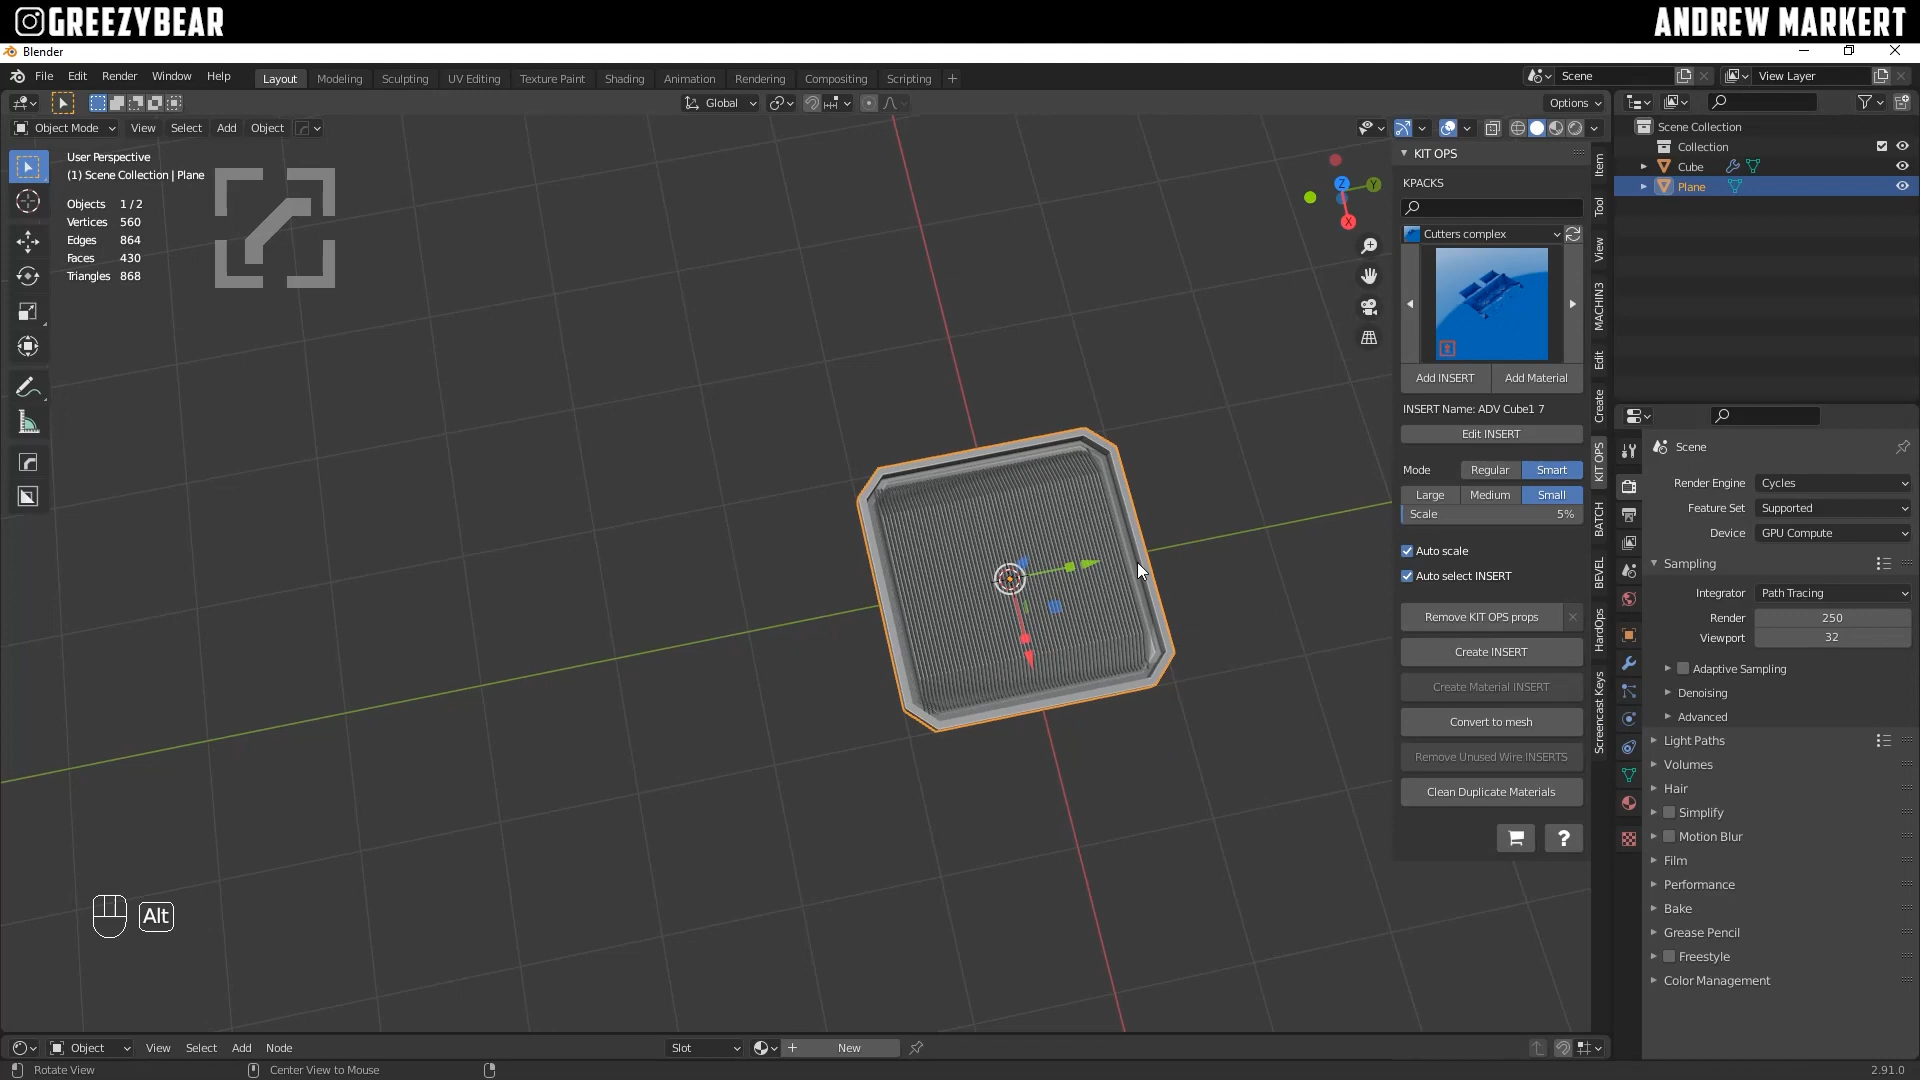 GREEZYBEAR
ANDREW MARKERT
Blender
File Edit Render Window Help
Layout Modeling Sculpting UV Editing Texture Paint Shading Animation Rendering Compositing Scripting +
Scene
View Layer
Global
Options
Object Mode View Select Add Object
User Perspective
(1) Scene Collection | Plane
Objects 1 / 2
Vertices 560
Edges 864
Faces 430
Triangles 868
Z
Y
X
KIT OPS
KPACKS
Cutters complex
Add INSERT Add Material
INSERT Name: ADV Cube1 7
Edit INSERT
Mode Regular Smart
Large Medium Small
Scale 5%
Auto scale
Auto select INSERT
Remove KIT OPS props
Create INSERT
Create Material INSERT
Convert to mesh
Remove Unused Wire INSERTS
Clean Duplicate Materials
?
Item
Tool
View
MACHIN3
Edit
Create
KIT OPS
BATCH
BEVEL
HardOps
Screencast Keys
Scene Collection
Collection
Cube
Plane
Scene
Render Engine Cycles
Feature Set Supported
Device GPU Compute
Sampling
Integrator Path Tracing
Render 250
Viewport 32
Adaptive Sampling
Denoising
Advanced
Light Paths
Volumes
Hair
Simplify
Motion Blur
Film
Performance
Bake
Grease Pencil
Freestyle
Color Management
Alt
Object View Select Add Node
Slot
+ New
Rotate View
Center View to Mouse
2.91.0